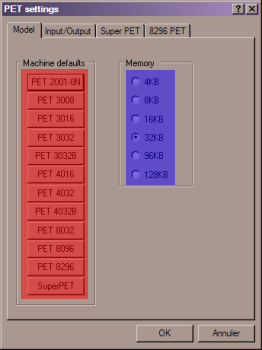 PET settings
Model Input/Output Super PET 8296 PET
Machine defaults
PET 2001-8N
PET 3008
PET 3016
PET 3032
PET 3032B
PET 4016
PET 4032
PET 4032B
PET 8032
PET 8096
PET 8296
SuperPET
Memory
4KB
8KB
16KB
32KB
96KB
128KB
OK Annuler